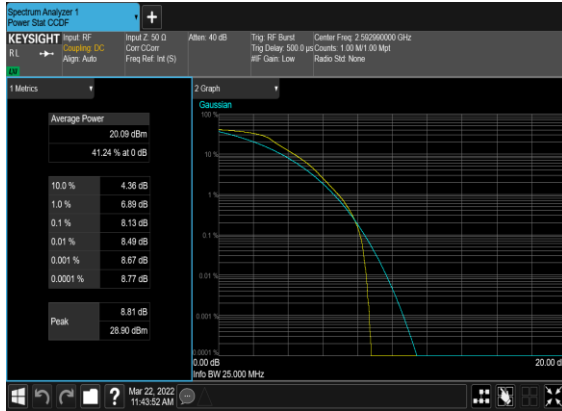 Spectrum Analyzer 1
Power Stat CCDF
+
KEYSIGHT Input: RF Input Z: 50 Ω Atten: 40 dB Trig: RF Burst Center Freq: 2.592990000 GHz
RL Coupling: DC Corr CCorr Trig Delay: 500.0 µs Counts: 1.00 M/1.00 Mpt
Align: Auto Freq Ref: Int (S) #IF Gain: Low Radio Std: None
LW
1 Metrics
2 Graph
Gaussian
Average Power
20.09 dBm
41.24 % at 0 dB
10.0 % 4.36 dB
1.0 % 6.89 dB
0.1 % 8.13 dB
0.01 % 8.49 dB
0.001 % 8.67 dB
0.0001 % 8.77 dB
Peak 8.81 dB
28.90 dBm
100 %
10 %
1 %
0.1 %
0.01 %
0.001 %
0.0001 %
0.00 dB 20.00 d
Info BW 25.000 MHz
? Mar 22, 2022
11:43:52 AM